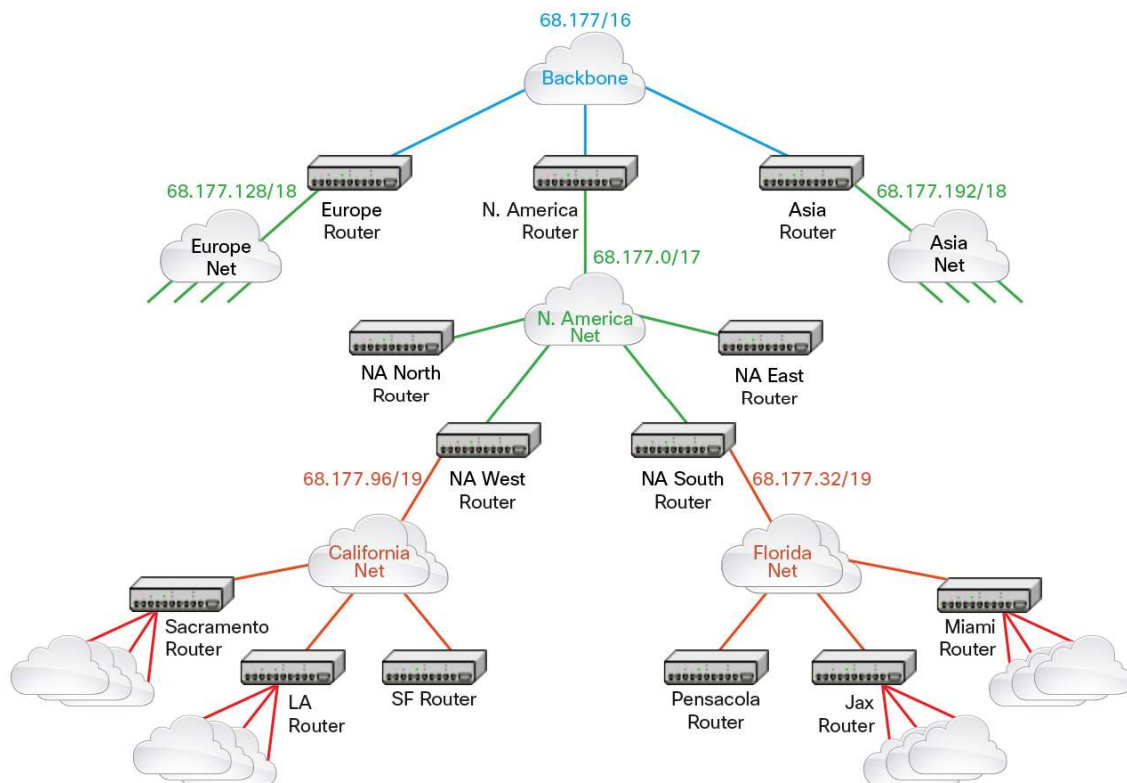 68.177/16
Backbone
68.177.128/18
Europe
Router
N. America
Router
Asia
Router
68.177.192/18
Europe
Net
68.177.0/17
Asia
Net
N. America
Net
NA North
Router
NA East
Router
68.177.96/19
NA West
Router
NA South
Router
68.177.32/19
California
Net
Florida
Net
Sacramento
Router
LA
Router
SF Router
Pensacola
Router
Jax
Router
Miami
Router